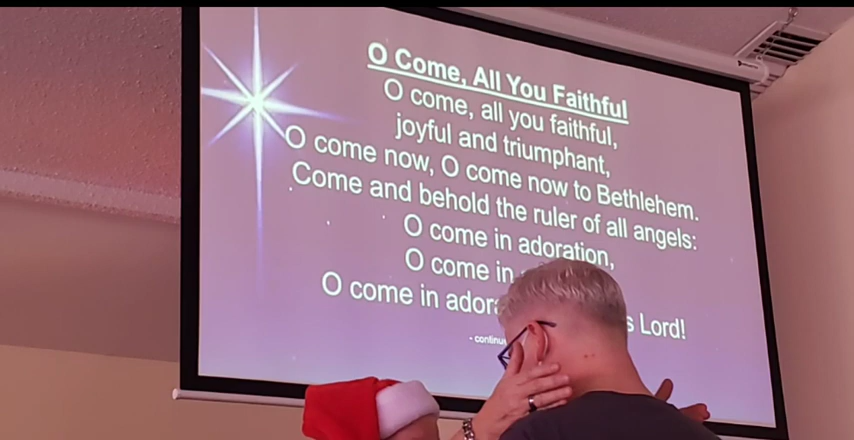 O Come, All You Faithful
O come, all you faithful,
joyful and triumphant,
O come now, O come now to Bethlehem.
Come and behold the ruler of all angels:
O come in adoration,
O come in
O come in Lord!